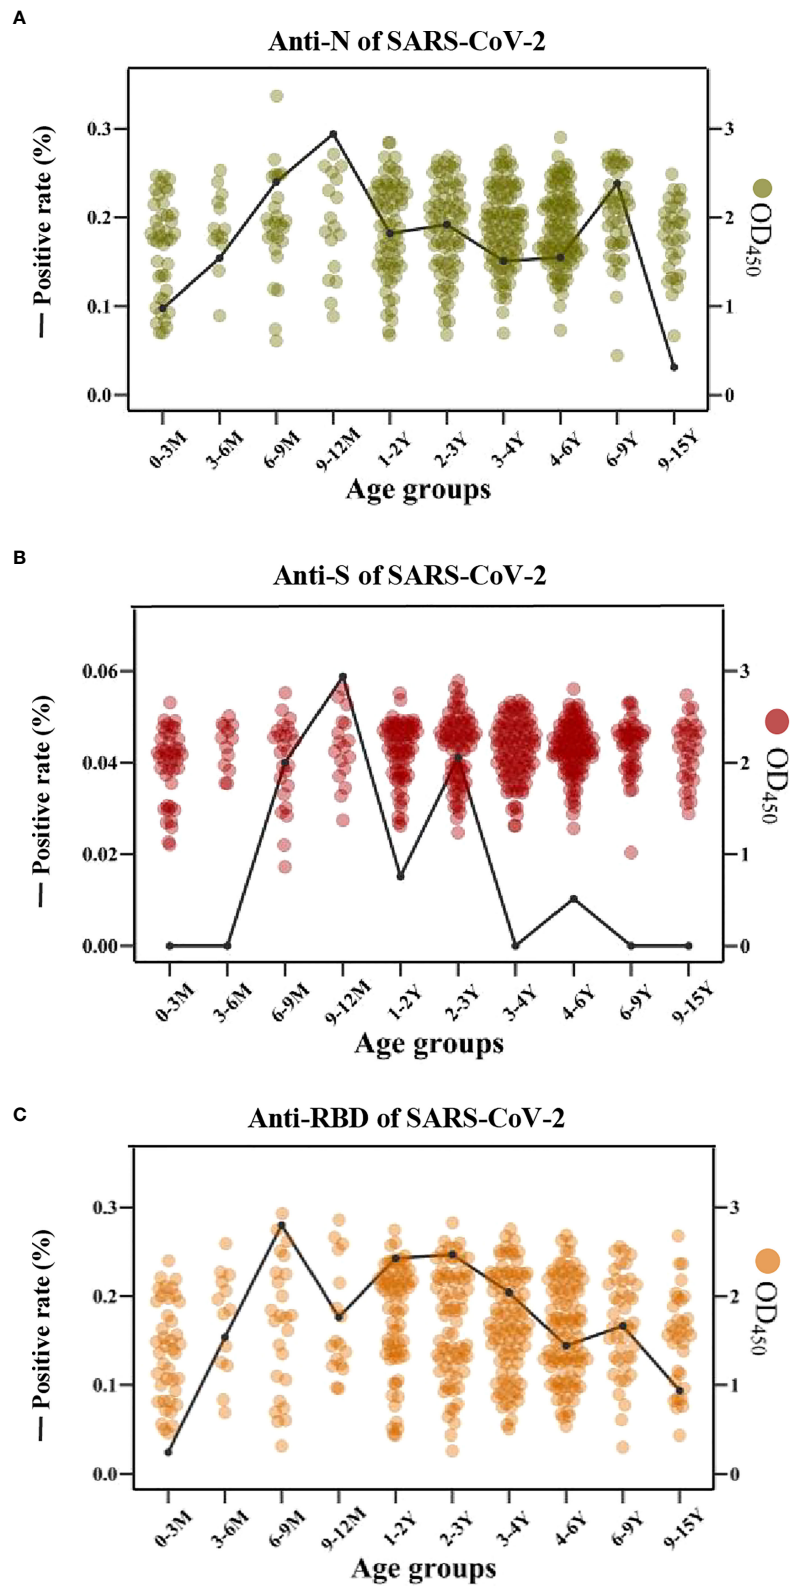 A
Anti-N of SARS-CoV-2
Positive rate (%)
0.3
0.2
0.1
0.0
3
2
1
0
OD450
0-3M 3-6M 6-9M 9-12M 1-2Y 2-3Y 3-4Y 4-6Y 6-9Y 9-15Y
Age groups
B
Anti-S of SARS-CoV-2
Positive rate (%)
0.06
0.04
0.02
0.00
3
2
1
0
OD450
0-3M 3-6M 6-9M 9-12M 1-2Y 2-3Y 3-4Y 4-6Y 6-9Y 9-15Y
Age groups
C
Anti-RBD of SARS-CoV-2
Positive rate (%)
0.3
0.2
0.1
0.0
3
2
1
0
OD450
0-3M 3-6M 6-9M 9-12M 1-2Y 2-3Y 3-4Y 4-6Y 6-9Y 9-15Y
Age groups